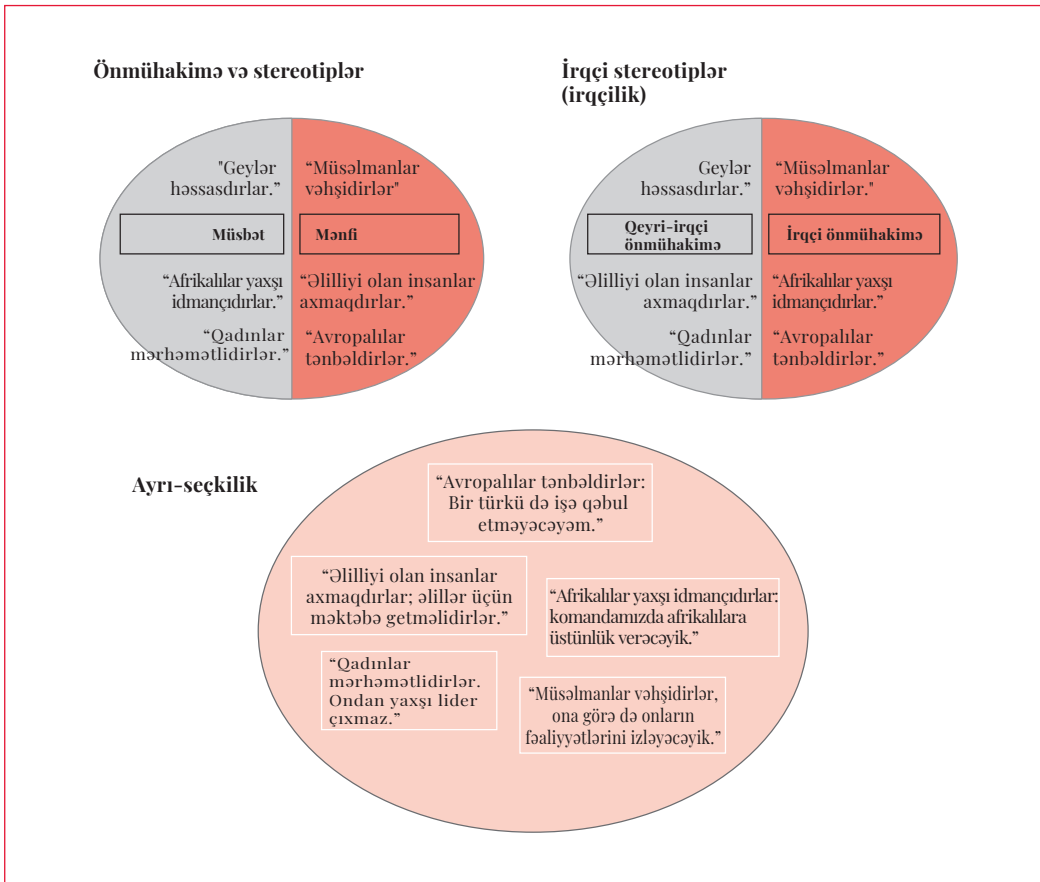 Önmühakimə və stereotiplər
"Geylər
həssasdırlar.”
“Müsəlmanlar
vəhşidirlər"
Müsbət
Mənfi
“Afrikalılar yaxşı
idmançıdırlar.”
“Əlilliyi olan insanlar
axmaqdırlar.”
“Qadınlar
mərhəmətlidirlər.”
“Avropalılar
tənbəldirlər.”
İrqçi stereotiplər
(irqçilik)
Geylər
həssasdırlar.”
“Müsəlmanlar
vəhşidirlər."
Qeyri-irqçi
önmühakimə
İrqçi önmühakimə
“Əlilliyi olan insanlar
axmaqdırlar.”
“Afrikalılar yaxşı
idmançıdırlar.”
“Qadınlar
mərhəmətlidirlər.”
“Avropalılar
tənbəldirlər.”
Ayrı-seçkilik
“Avropalılar tənbəldirlər:
Bir türkü də işə qəbul
etməyəcəyəm.”
“Əlilliyi olan insanlar
axmaqdırlar; əlillər üçün
məktəbə getməlidirlər.”
“Afrikalılar yaxşı idmançıdırlar:
komandamızda afrikalılara
üstünlük verəcəyik.”
“Qadınlar
mərhəmətlidirlər.
Ondan yaxşı lider
çıxmaz.”
“Müsəlmanlar vəhşidirlər,
ona görə də onların
fəaliyyətlərini izləyəcəyik.”